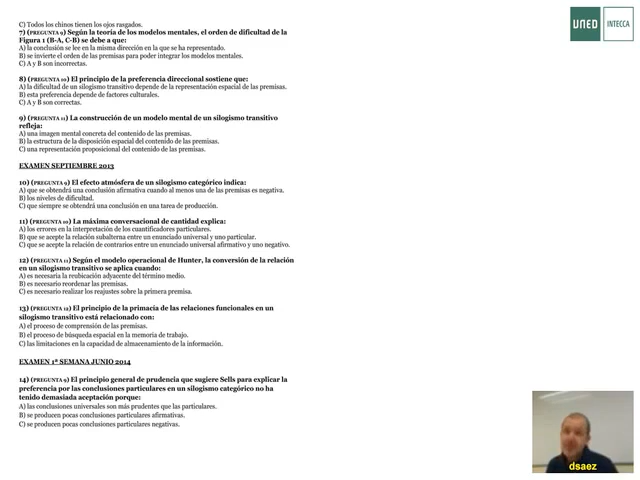 C) Todos los chinos tienen los ojos rasgados.
7) (PREGUNTA 9) Según la teoría de los modelos mentales, el orden de dificultad de la
Figura 1 (B-A, C-B) se debe a que:
A) la conclusión se lee en la misma dirección en la que se ha representado.
B) se invierte el orden de las premisas para poder integrar los modelos mentales.
C) A y B son incorrectas.
8) (PREGUNTA 10) El principio de la preferencia direccional sostiene que:
A) la dificultad de un silogismo transitivo depende de la representación espacial de las premisas.
B) esta preferencia depende de factores culturales.
C) A y B son correctas.
9) (PREGUNTA 11) La construcción de un modelo mental de un silogismo transitivo
refleja:
A) una imagen mental concreta del contenido de las premisas.
B) la estructura de la disposición espacial del contenido de las premisas.
C) una representación proposicional del contenido de las premisas.
EXAMEN SEPTIEMBRE 2013
10) (PREGUNTA 9) El efecto atmósfera de un silogismo categórico indica:
A) que se obtendrá una conclusión afirmativa cuando al menos una de las premisas es negativa.
B) los niveles de dificultad.
C) que siempre se obtendrá una conclusión en una tarea de producción.
11) (PREGUNTA 10) La máxima conversacional de cantidad explica:
A) los errores en la interpretación de los cuantificadores particulares.
B) que se acepte la relación subalterna entre un enunciado universal y uno particular.
C) que se acepte la relación de contrarios entre un enunciado universal afirmativo y uno negativo.
12) (PREGUNTA 11) Según el modelo operacional de Hunter, la conversión de la relación
en un silogismo transitivo se aplica cuando:
A) es necesaria la reubicación adyacente del término medio.
B) es necesario reordenar las premisas.
C) es necesario realizar los reajustes sobre la primera premisa.
13) (PREGUNTA 12) El principio de la primacía de las relaciones funcionales en un
silogismo transitivo está relacionado con:
A) el proceso de comprensión de las premisas.
B) el proceso de búsqueda espacial en la memoria de trabajo.
C) las limitaciones en la capacidad de almacenamiento de la información.
EXAMEN 1ª SEMANA JUNIO 2014
14) (PREGUNTA 9) El principio general de prudencia que sugiere Sells para explicar la
preferencia por las conclusiones particulares en un silogismo categórico no ha
tenido demasiada aceptación porque:
A) las conclusiones universales son más prudentes que las particulares.
B) se producen pocas conclusiones particulares afirmativas.
C) se producen pocas conclusiones particulares negativas.
UNED
INTECCA
dsaez